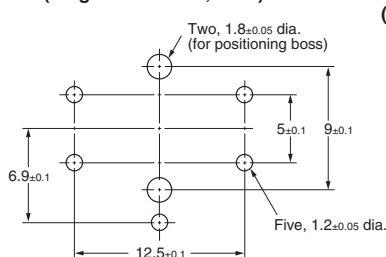 (
Two, 1.8±0.05 dia.
(for positioning boss)
5±0.1
9±0.1
6.9±0.1
Five, 1.2±0.05 dia.
12.5±0.1